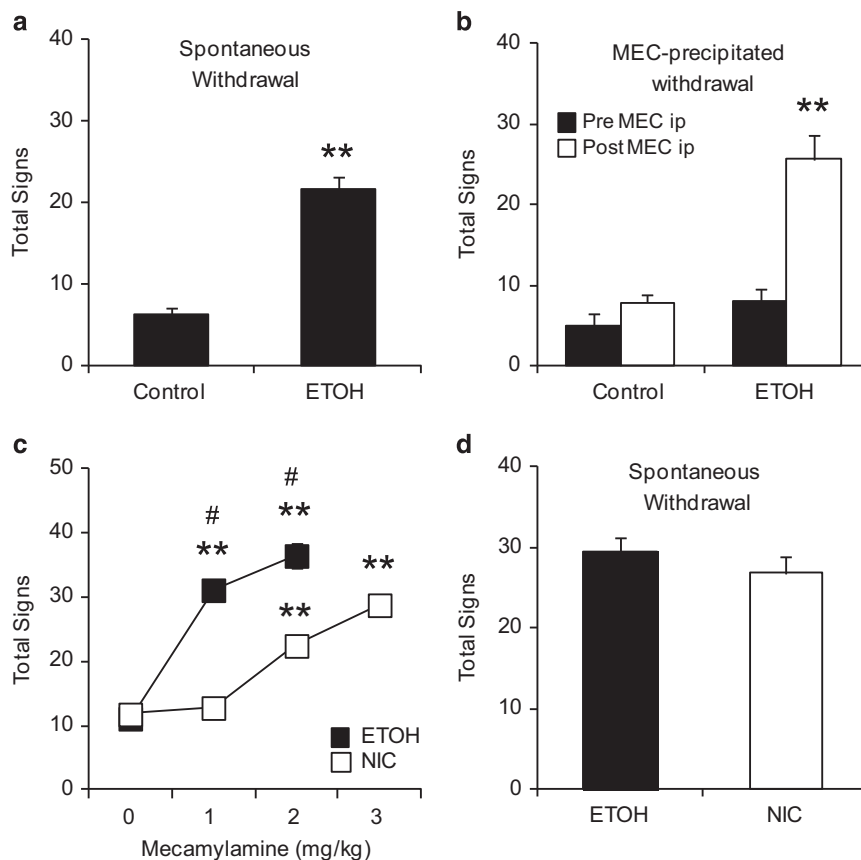 a
Spontaneous
Withdrawal
Total Signs
40
30
20
10
0
**
Control
ETOH
b
MEC-precipitated
withdrawal
Pre MEC ip
Post MEC ip
Total Signs
40
30
20
10
0
**
Control
ETOH
c
Total Signs
50
40
30
20
10
0
#
**
#
**
**
**
ETOH
NIC
0
1
2
3
Mecamylamine (mg/kg)
d
Spontaneous
Withdrawal
Total Signs
40
30
20
10
0
ETOH
NIC